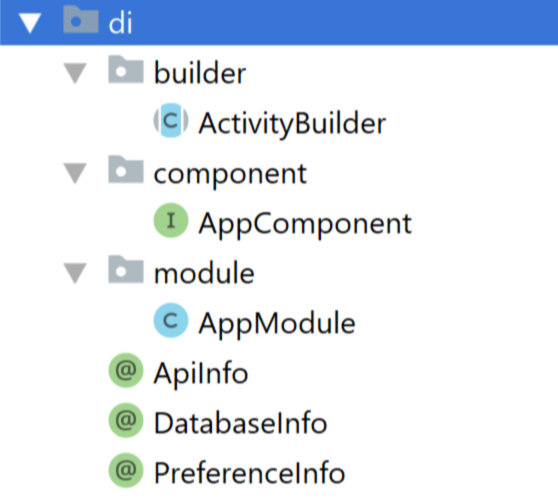 di
builder
C ActivityBuilder
component
I AppComponent
module
C AppModule
@ ApiInfo
@ DatabaseInfo
@ PreferenceInfo